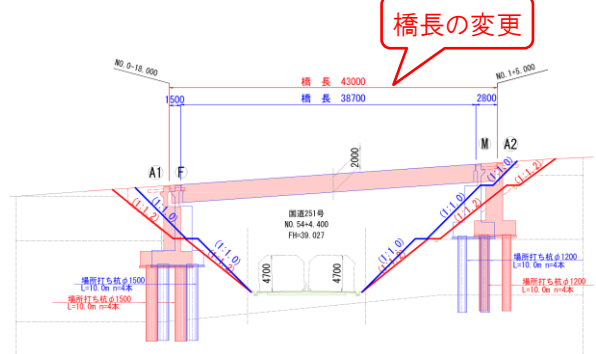 橋長の変更
NO.0-18.000
NO.1+5.000
橋 長 43000
1500
橋 長 38700
2800
A1
F
M
A2
2000
(1:1.0)
(1:1.2)
(1:1.0)
(1:1.2)
(1:1.0)
(1:1.2)
(1:1.0)
(1:1.2)
国道251号
NO.54+4.400
FH=39.027
4700
4700
場所打ち杭φ1500
L=10.0m n=4本
場所打ち杭φ1500
L=10.0m n=4本
場所打ち杭φ1200
L=10.0m n=4本
場所打ち杭φ1200
L=10.0m n=4本